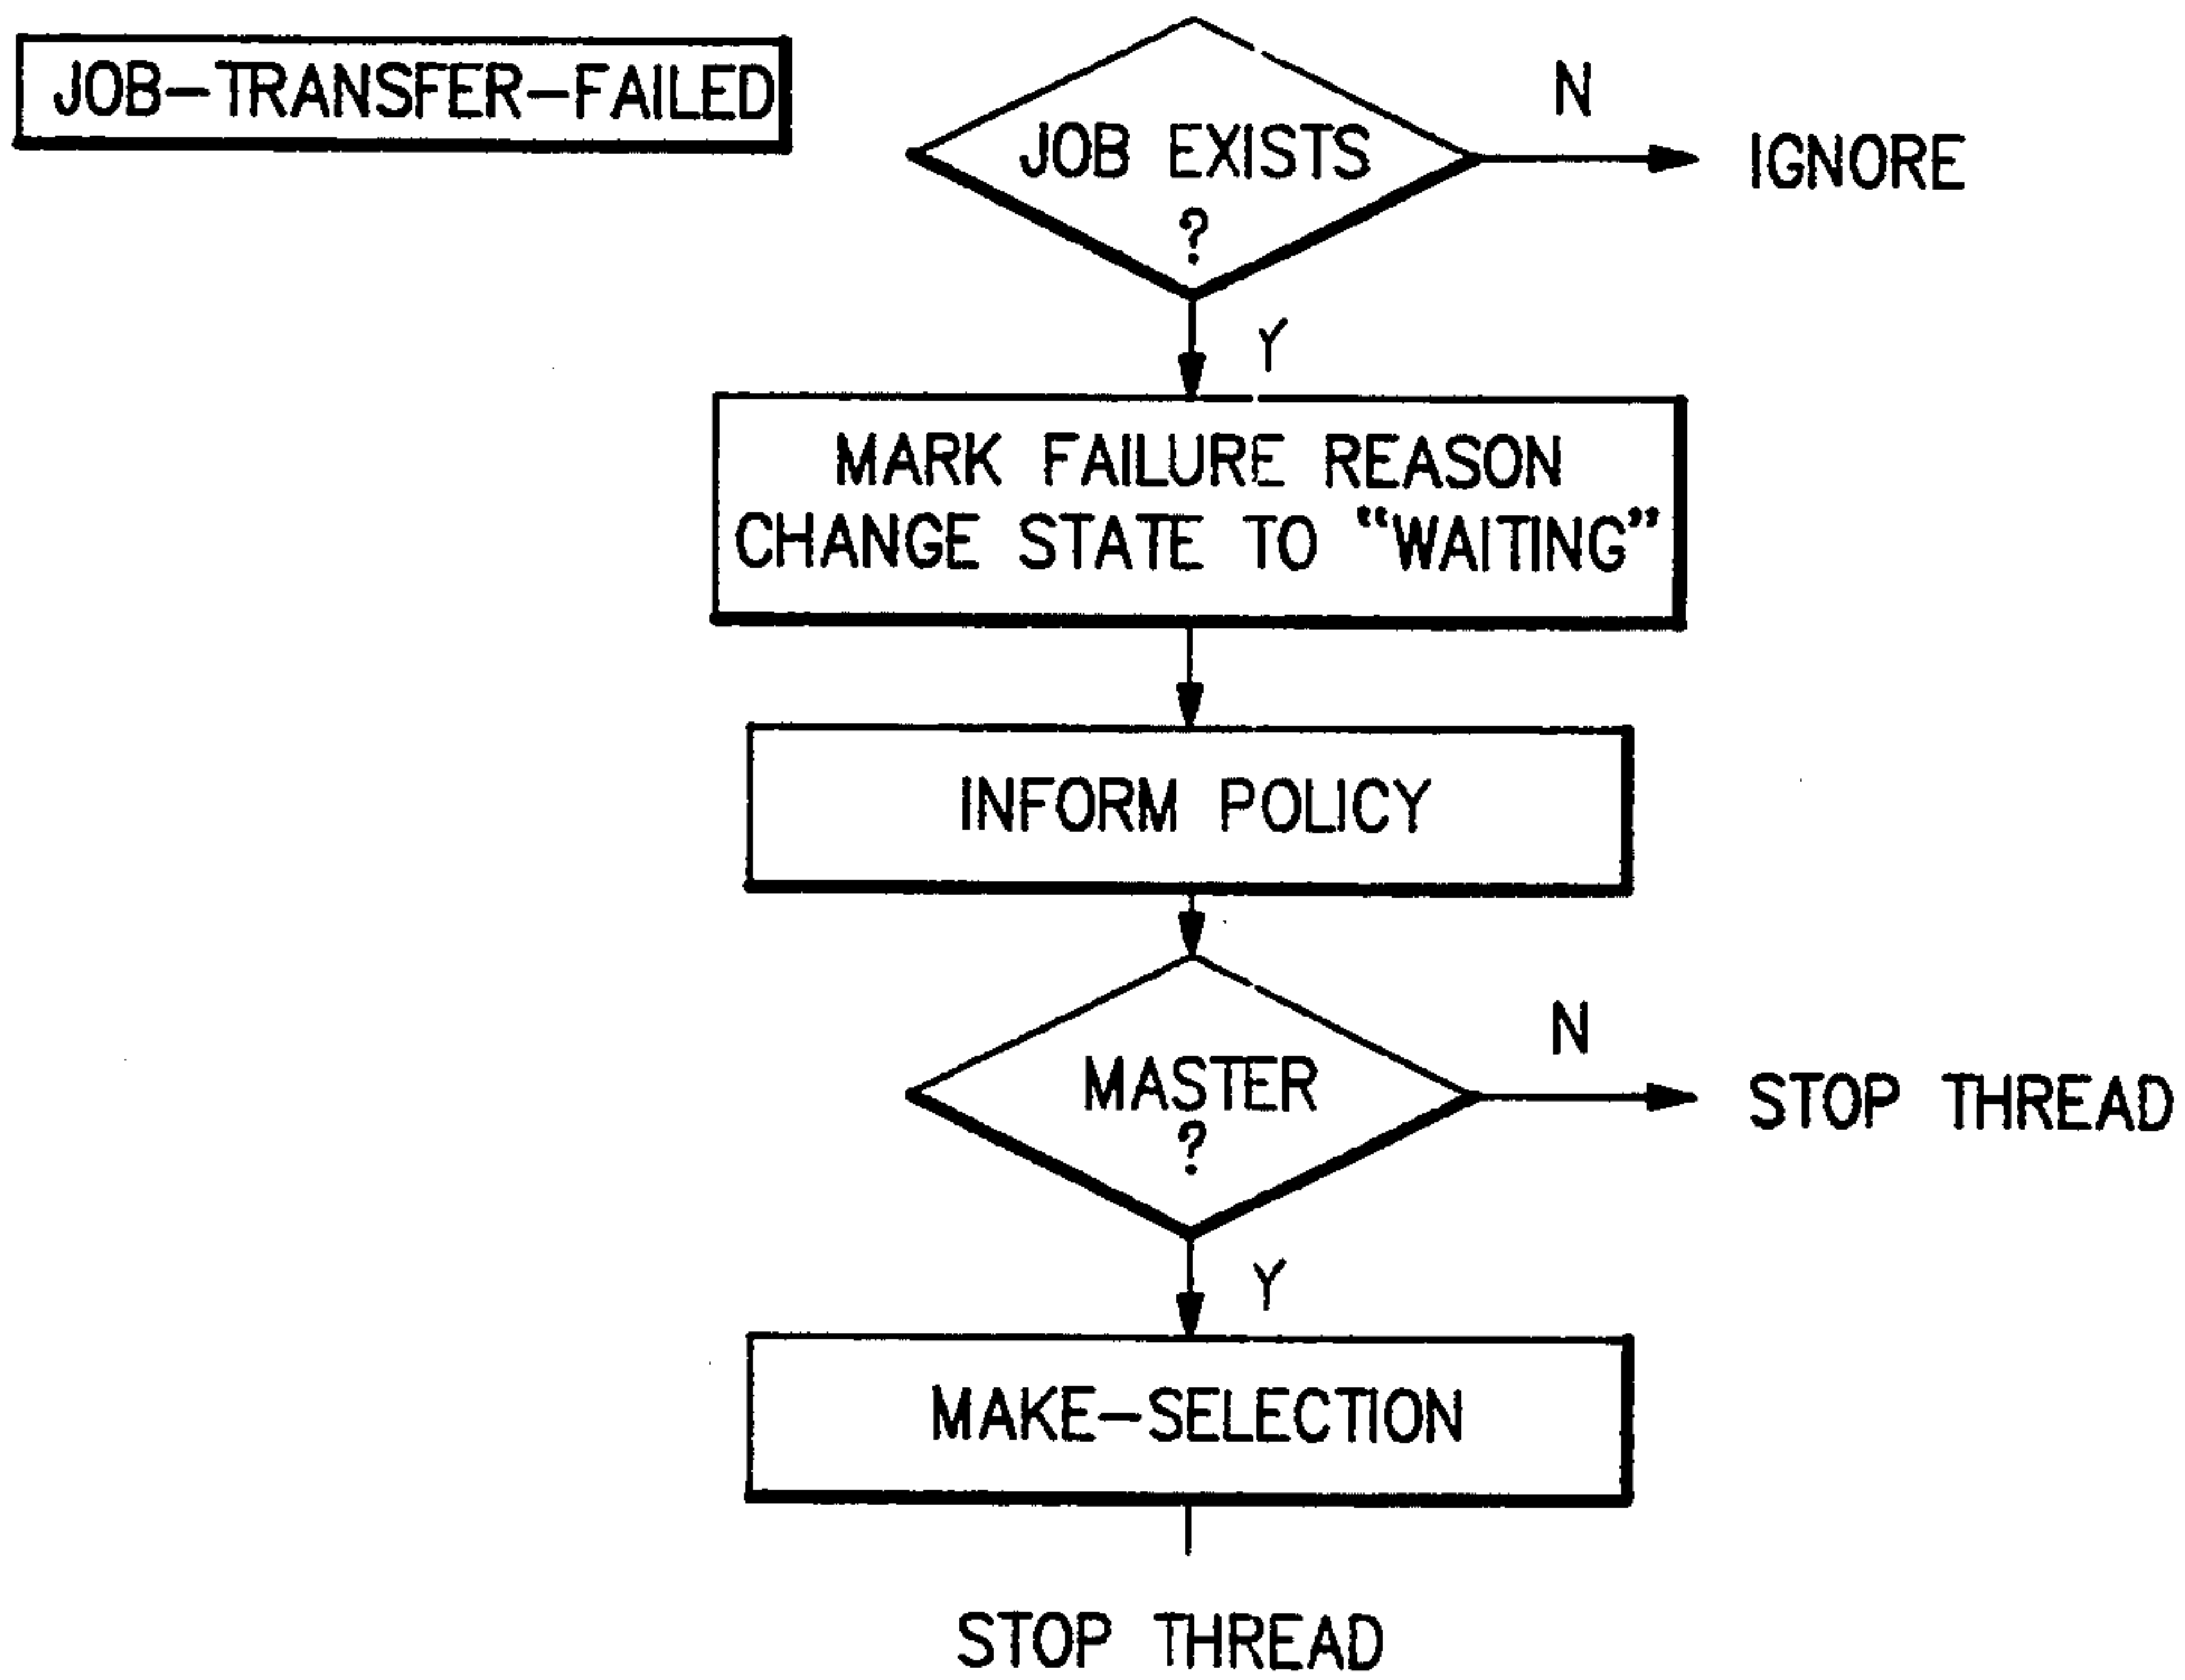 JOB-TRANSFER-FAILED
JOB EXISTS
?
N
IGNORE
Y
MARK FAILURE REASON
CHANGE STATE TO “WAITING”
INFORM POLICY
MASTER
?
N
STOP THREAD
Y
MAKE-SELECTION
STOP THREAD